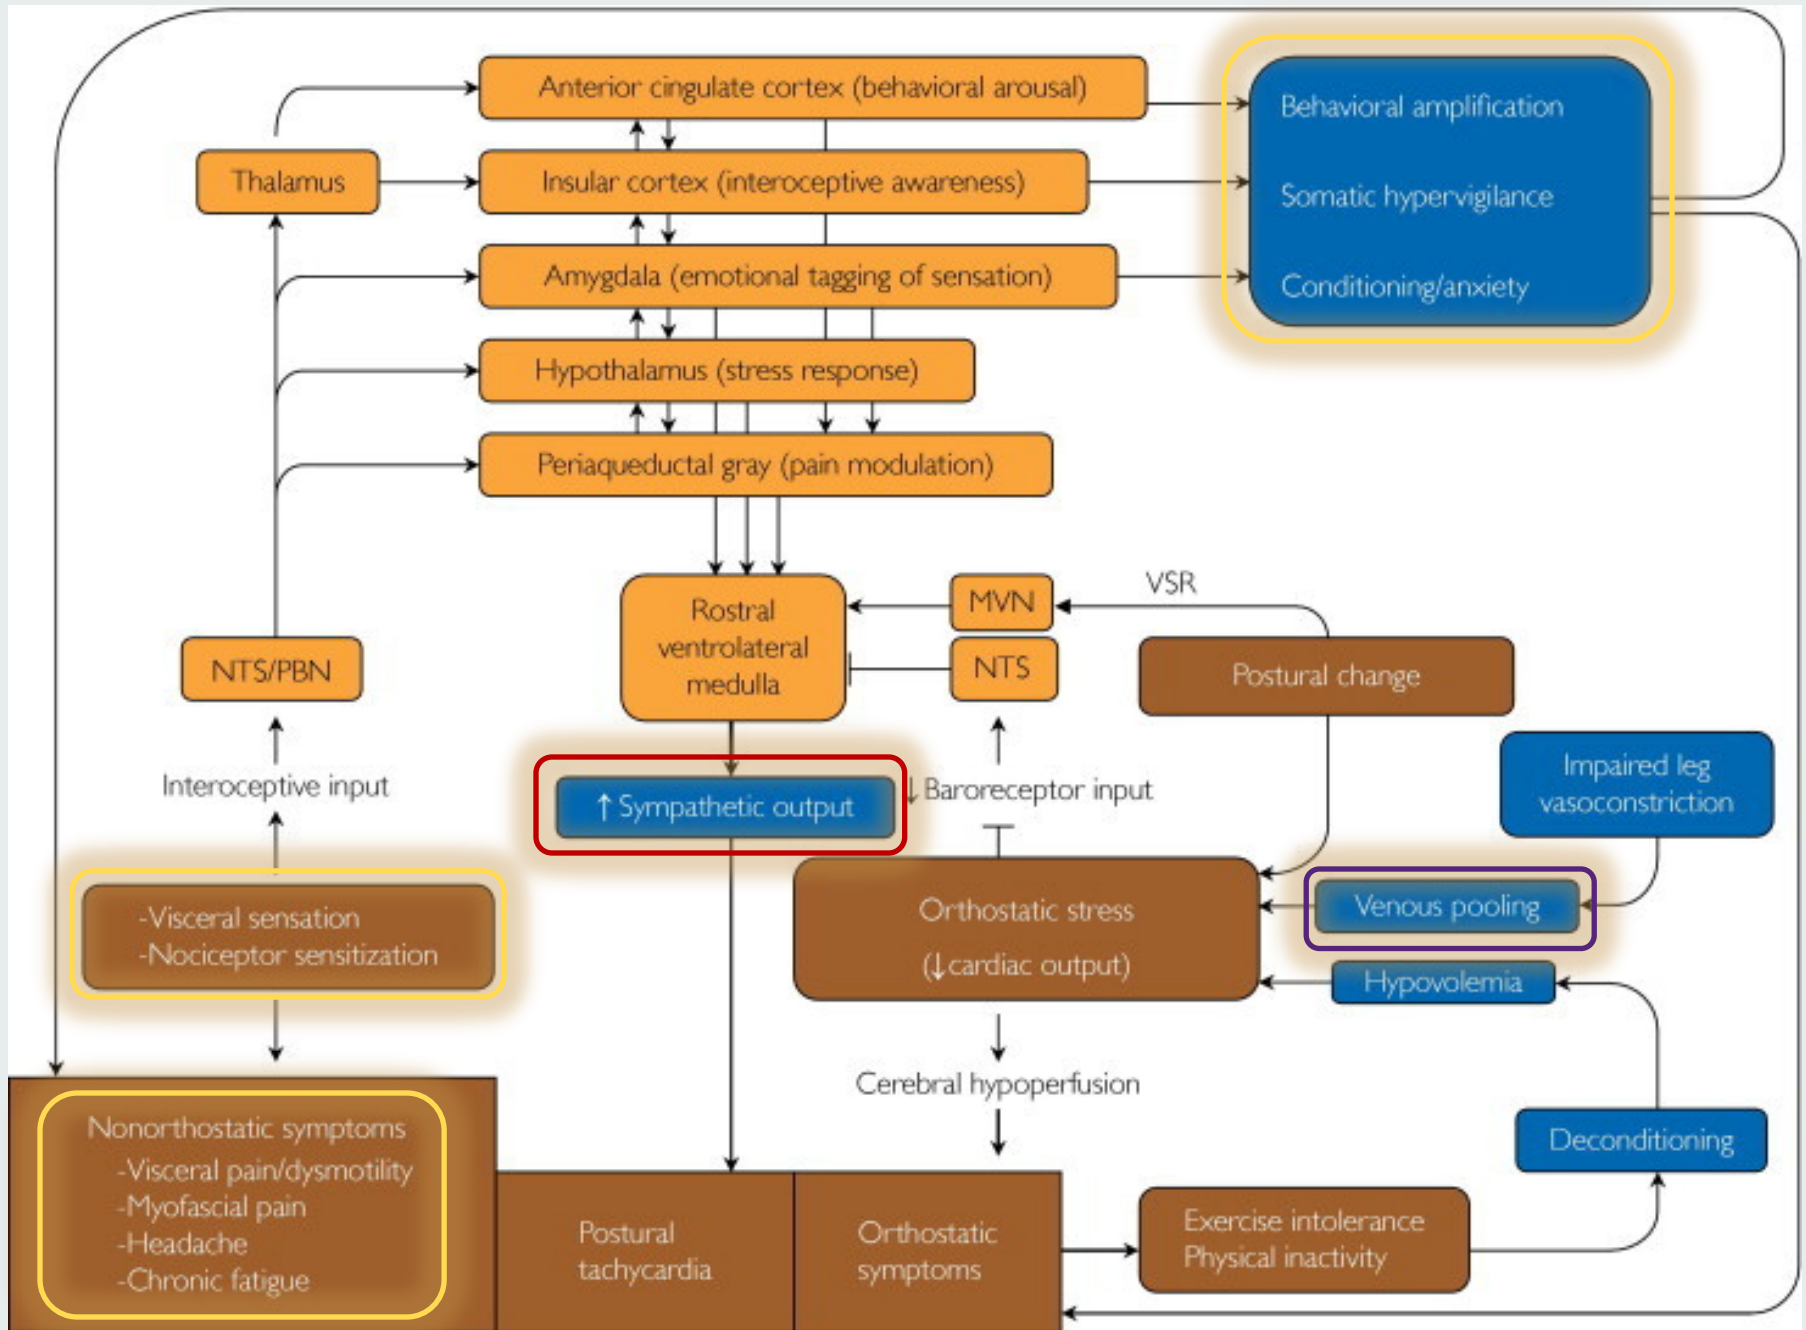 Anterior cingulate cortex (behavioral arousal)
Thalamus
Insular cortex (interoceptive awareness)
Amygdala (emotional tagging of sensation)
Hypothalamus (stress response)
Periaqueductal gray (pain modulation)
Behavioral amplification
Somatic hypervigilance
Conditioning/anxiety
Rostral
ventrolateral
medulla
MVN
VSR
NTS
NTS/PBN
Postural change
Interoceptive input
↑ Sympathetic output
↓ Baroreceptor input
Impaired leg
vasoconstriction
-Visceral sensation
-Nociceptor sensitization
Orthostatic stress
(↓cardiac output)
Venous pooling
Hypovolemia
Cerebral hypoperfusion
Deconditioning
Nonorthostatic symptoms
-Visceral pain/dysmotility
-Myofascial pain
-Headache
-Chronic fatigue
Postural
tachycardia
Orthostatic
symptoms
Exercise intolerance
Physical inactivity